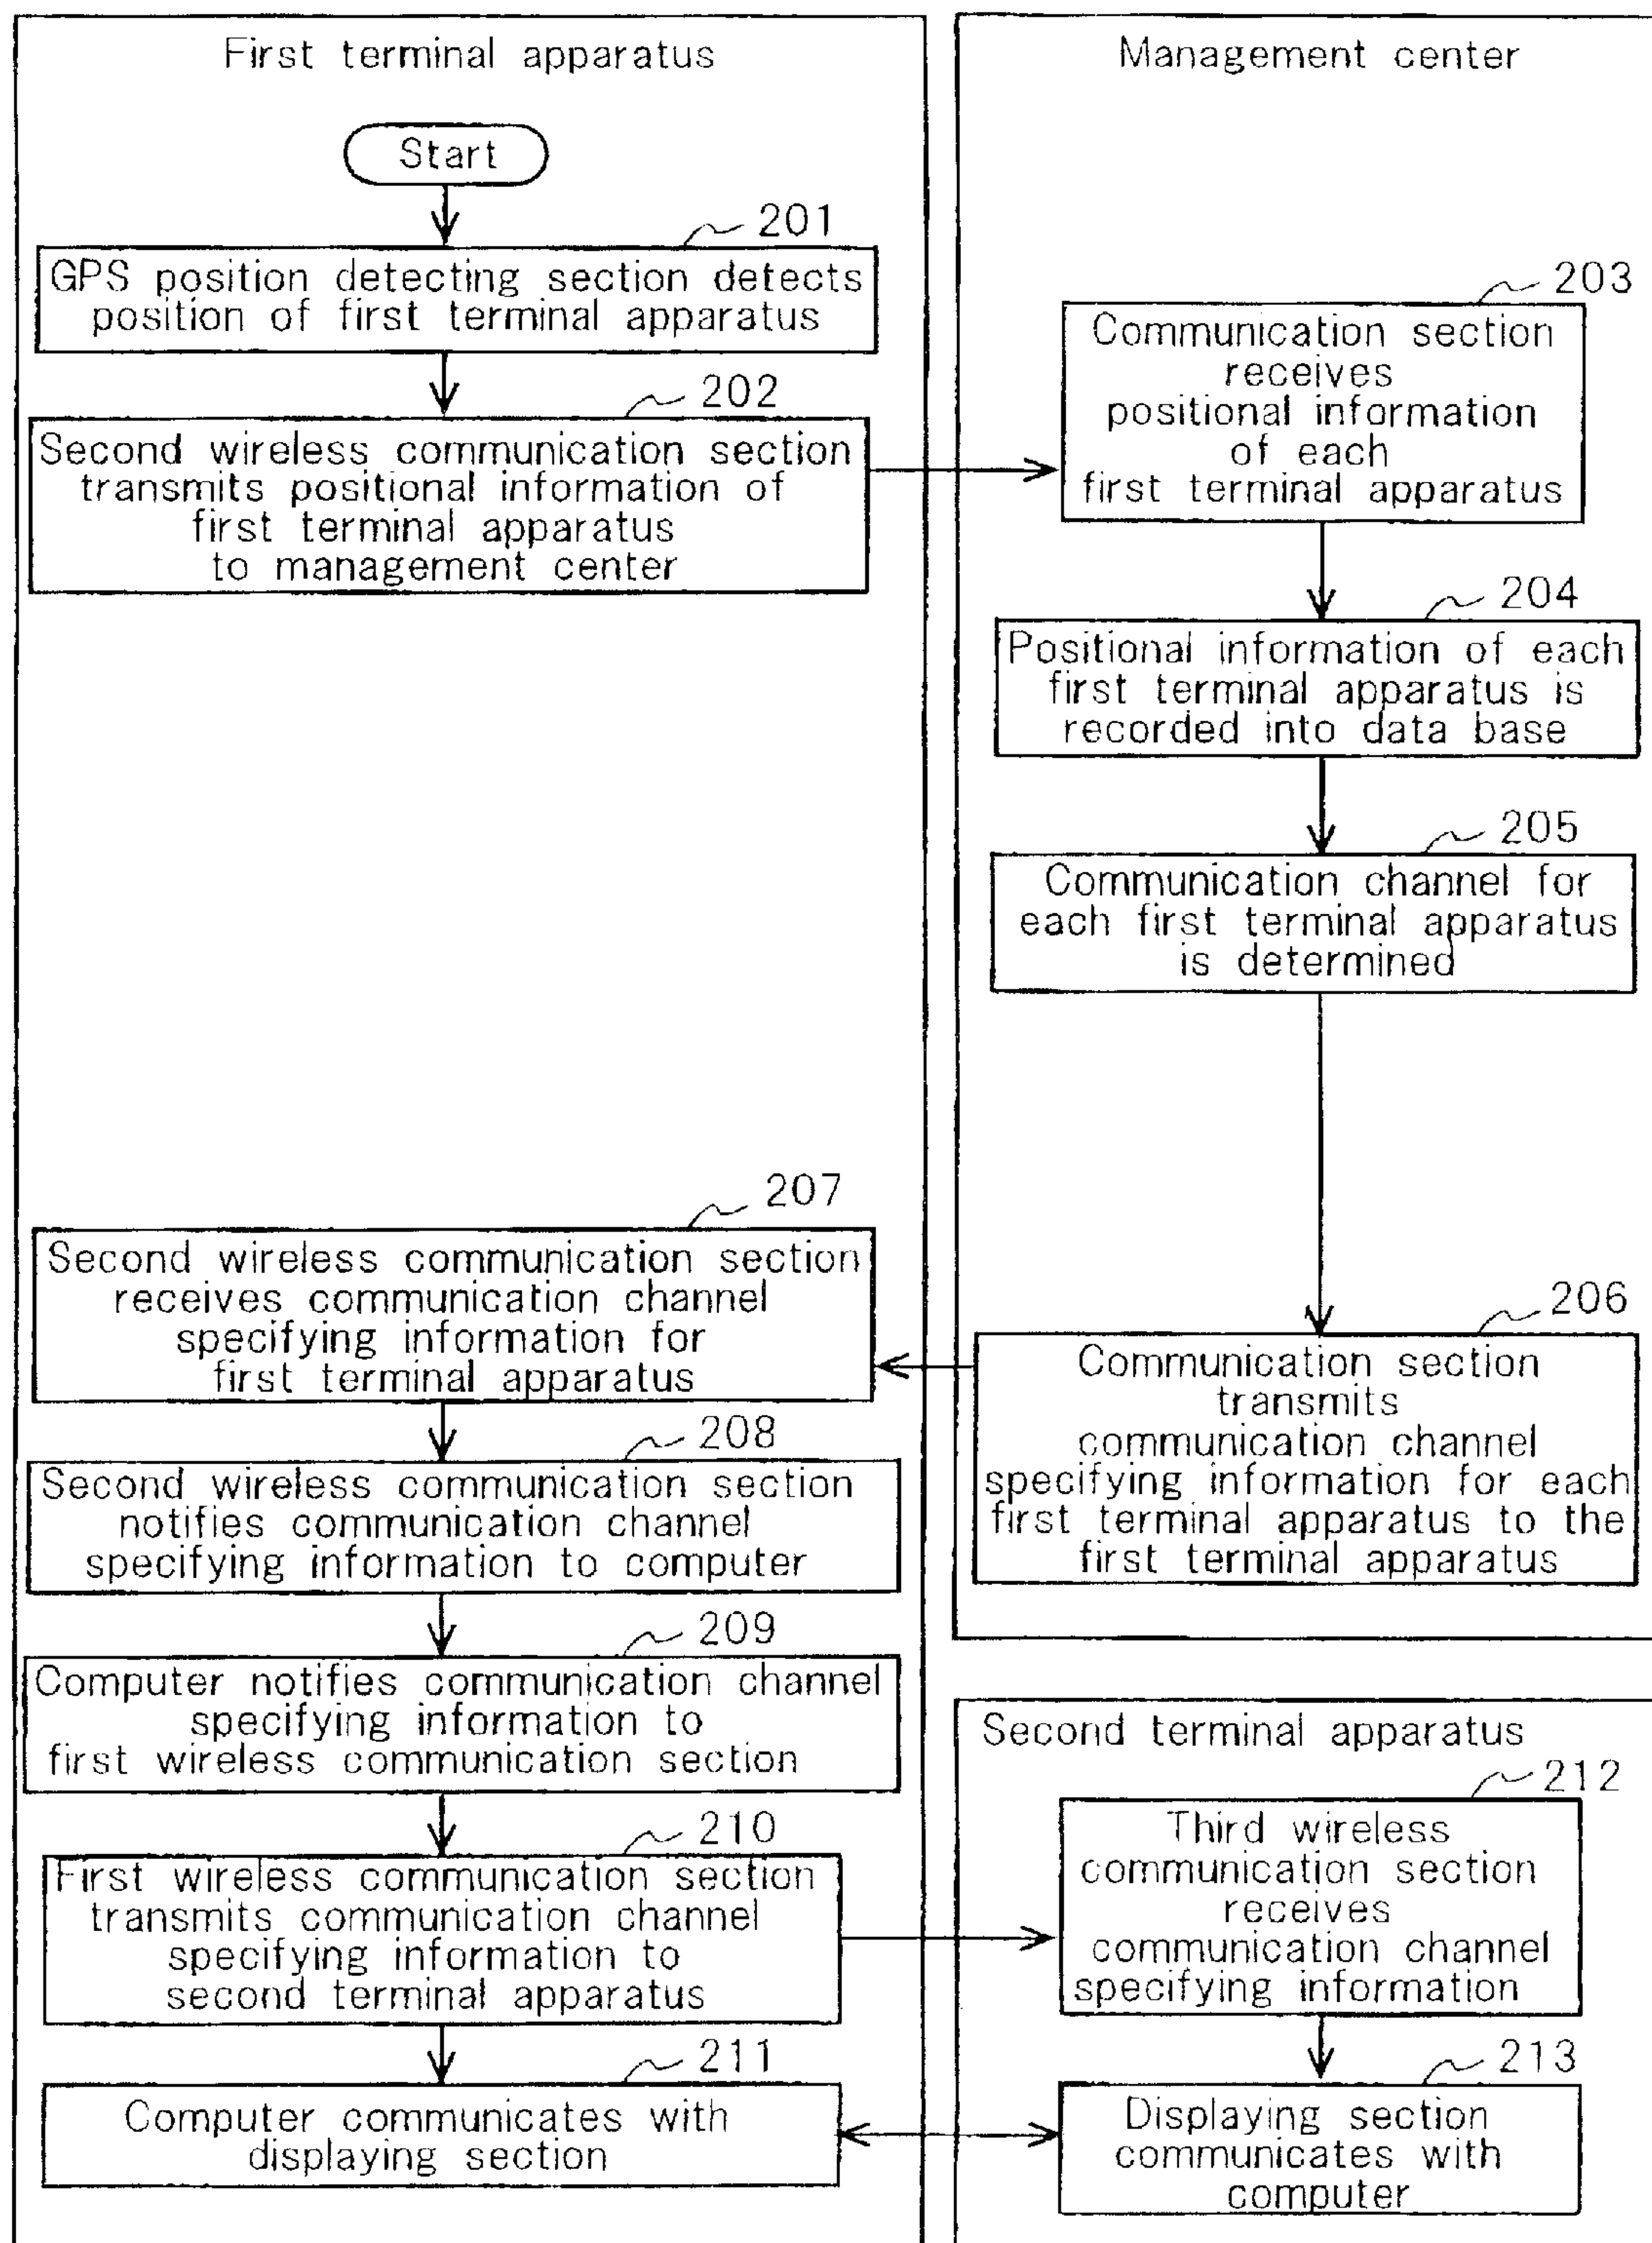 First terminal apparatus
Start
201
GPS position detecting section detects
position of first terminal apparatus
202
Second wireless communication section
transmits positional information of
first terminal apparatus
to management center
Management center
203
Communication section
receives
positional information
of each
first terminal apparatus
204
Positional information of each
first terminal apparatus is
recorded into data base
205
Communication channel for
each first terminal apparatus
is determined
206
Communication section
transmits
communication channel
specifying information for each
first terminal apparatus to the
first terminal apparatus
207
Second wireless communication section
receives communication channel
specifying information for
first terminal apparatus
208
Second wireless communication section
notifies communication channel
specifying information to computer
209
Computer notifies communication channel
specifying information to
first wireless communication section
210
First wireless communication section
transmits communication channel
specifying information to
second terminal apparatus
211
Computer communicates with
displaying section
Second terminal apparatus
212
Third wireless
communication section
receives
communication channel
specifying information
213
Displaying section
communicates with
computer